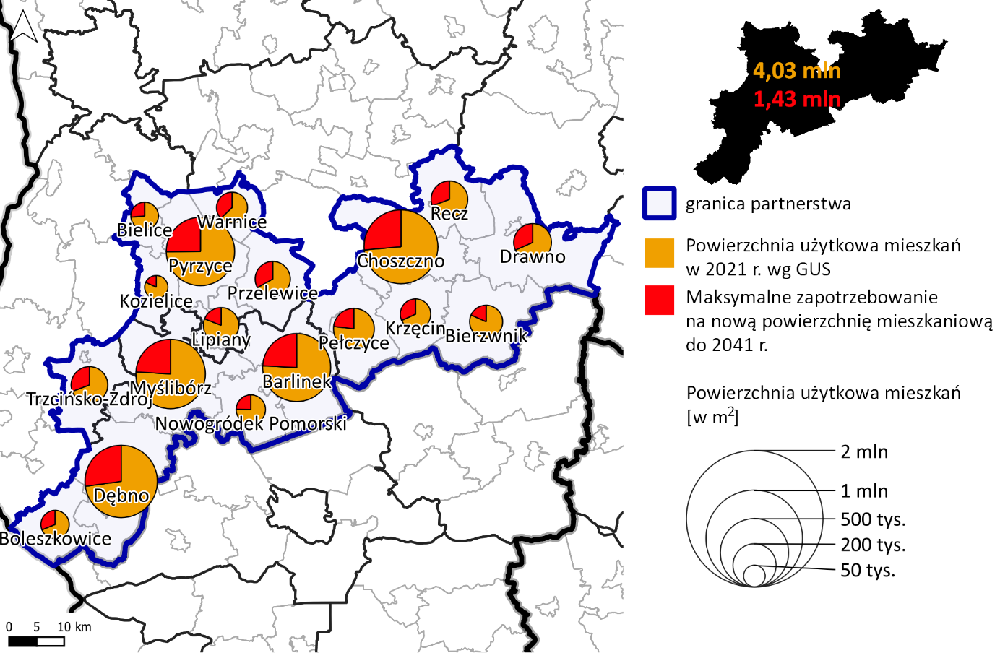 4,03 mln
1,43 mln
granica partnerstwa
Powierzchnia użytkowa mieszkań
w 2021 r. wg GUS
Maksymalne zapotrzebowanie
na nową powierzchnię mieszkaniową
do 2041 r.
Powierzchnia użytkowa mieszkań
[w m²]
2 mln
1 mln
500 tys.
200 tys.
50 tys.
Bielice
Warnice
Recz
Pyrzyce
Choszczno
Drawno
Kozielice
Przelewice
Lipiany
Pełczyce
Krzęcin
Bierzwnik
Trzcińsko-Zdrój
Myślibórz
Barlinek
Nowogródek Pomorski
Dębno
Boleszkowice
0 5 10 km